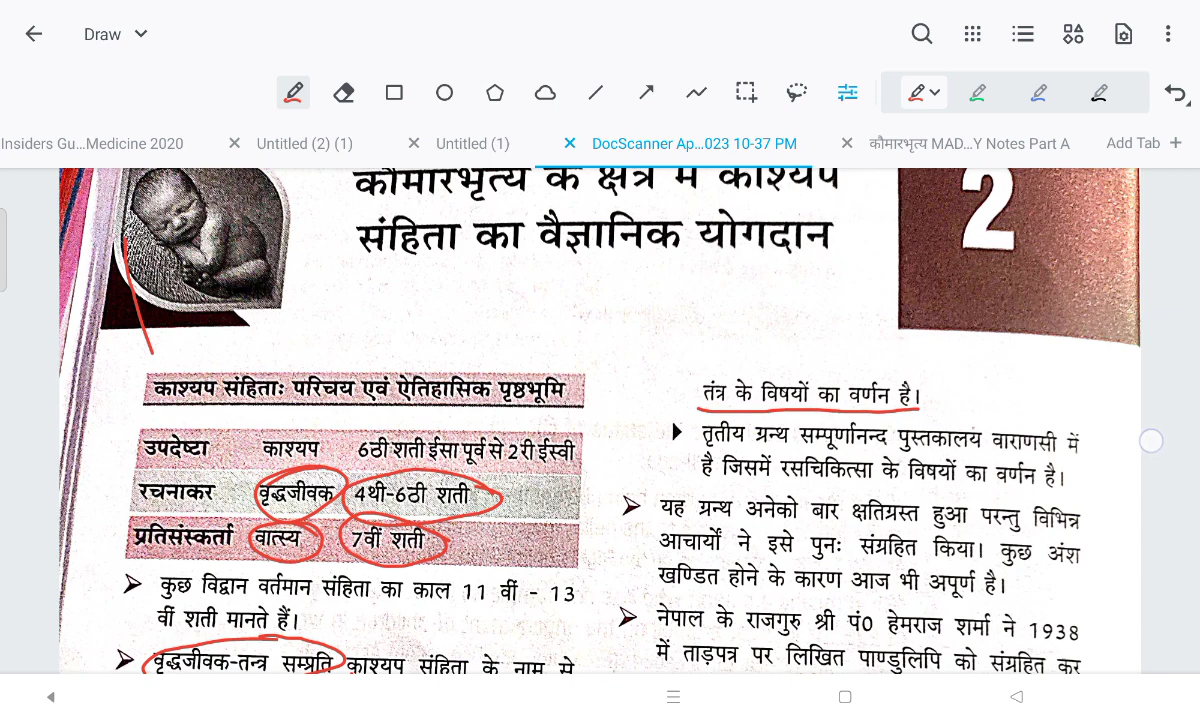 Draw
Insiders Gu...Medicine 2020
Untitled (2) (1)
Untitled (1)
DocScanner Ap...023 10-37 PM
कौमारभृत्य MAD...Y Notes Part A
Add Tab +
कौमारभृत्य के क्षेत्र में काश्यप
संहिता का वैज्ञानिक योगदान
2
काश्यप संहिताः परिचय एवं ऐतिहासिक पृष्ठभूमि
उपदेष्टा काश्यप 6ठी शती ईसा पूर्व से 2री ईस्वी
रचनाकर वृद्धजीवक 4थी-6ठी शती
प्रतिसंस्कर्ता वात्स्य 7वीं शती
कुछ विद्वान वर्तमान संहिता का काल 11 वीं - 13
वीं शती मानते हैं।
वृद्धजीवक-तन्त्र सम्प्रति काश्यप संहिता के नाम से
तंत्र के विषयों का वर्णन है।
तृतीय ग्रन्थ सम्पूर्णानन्द पुस्तकालय वाराणसी में
है जिसमें रसचिकित्सा के विषयों का वर्णन है।
यह ग्रन्थ अनेको बार क्षतिग्रस्त हुआ परन्तु विभिन्न
आचार्यों ने इसे पुनः संग्रहित किया। कुछ अंश
खण्डित होने के कारण आज भी अपूर्ण है।
नेपाल के राजगुरु श्री पं0 हेमराज शर्मा ने 1938
में ताड़पत्र पर लिखित पाण्डुलिपि को संग्रहित कर